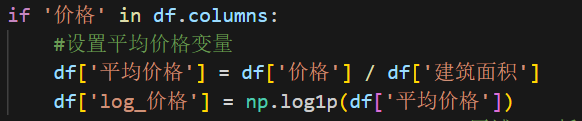 if '价格' in df.columns:
    #设置平均价格变量
    df['平均价格'] = df['价格'] / df['建筑面积']
    df['log_价格'] = np.log1p(df['平均价格'])